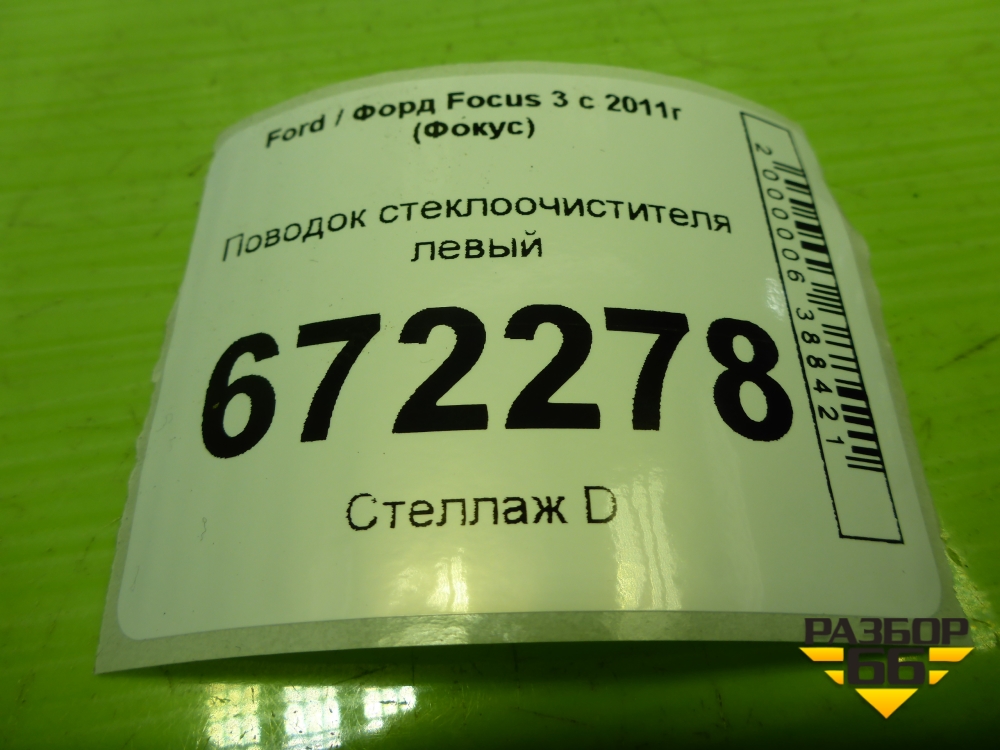 Ford / Форд Focus 3 с 2011г
(Фокус)
Поводок стеклоочистителя
левый
672278
Стеллаж D
2000006388421
РАЗБОР
66